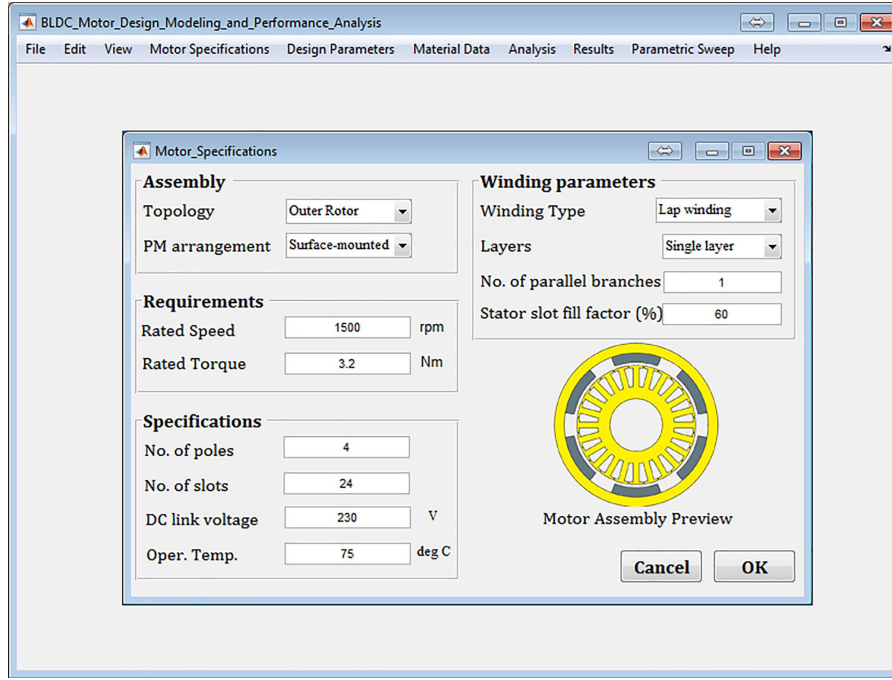 BLDC_Motor_Design_Modeling_and_Performance_Analysis
File Edit View Motor Specifications Design Parameters Material Data Analysis Results Parametric Sweep Help
Motor_Specifications
Assembly
Topology Outer Rotor
PM arrangement Surface-mounted
Requirements
Rated Speed 1500 rpm
Rated Torque 3.2 Nm
Specifications
No. of poles 4
No. of slots 24
DC link voltage 230 V
Oper. Temp. 75 deg C
Winding parameters
Winding Type Lap winding
Layers Single layer
No. of parallel branches 1
Stator slot fill factor (%) 60
Motor Assembly Preview
Cancel OK